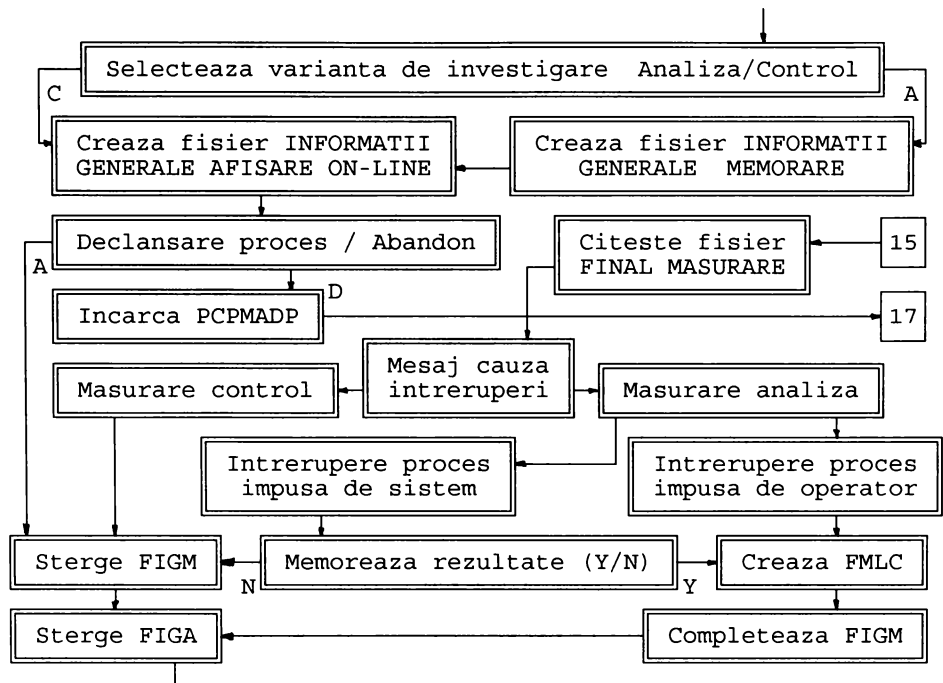 Selecteaza varianta de investigare Analiza/Control
C
A
Creaza fisier INFORMATII
GENERALE AFISARE ON-LINE
Creaza fisier INFORMATII
GENERALE MEMORARE
Declansare proces / Abandon
Citeste fisier
FINAL MASURARE
15
A
D
Incarca PCPMADP
17
Mesaj cauza
intreruperi
Masurare control
Masurare analiza
Intrerupere proces
impusa de sistem
Intrerupere proces
impusa de operator
Sterge FIGM
N
Memoreaza rezultate (Y/N)
Y
Creaza FMLC
Sterge FIGA
Completeaza FIGM